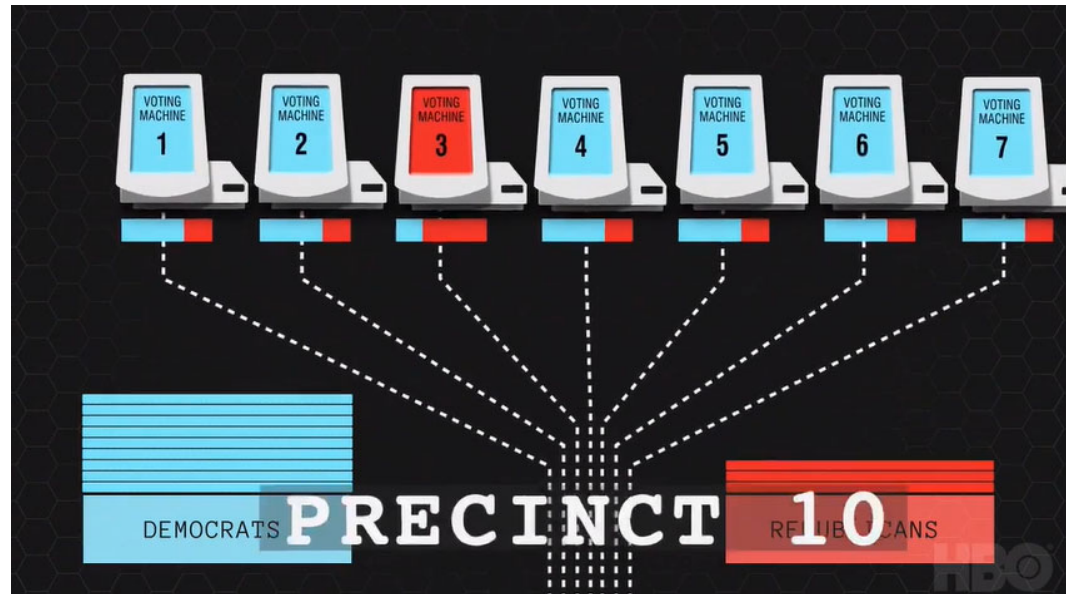 VOTING
MACHINE
1
VOTING
MACHINE
2
VOTING
MACHINE
3
VOTING
MACHINE
4
VOTING
MACHINE
5
VOTING
MACHINE
6
VOTING
MACHINE
7
DEMOCRATS
PRECINCT 10
REPUBLICANS
HBO